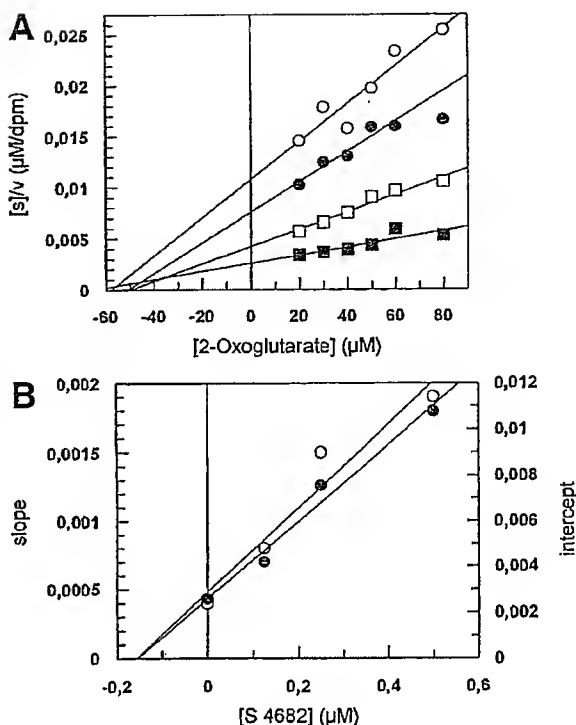 A
0,025
0,02
0,015
0,01
0,005
0
[s]/v (µM/dpm)
-60 -40 -20 0 20 40 60 80
[2-Oxoglutarate] (µM)
B
0,002
0,0015
0,001
0,0005
0
slope
0,012
0,01
0,008
0,006
0,004
0,002
0
intercept
-0,2 0 0,2 0,4 0,6
[S 4682] (µM)